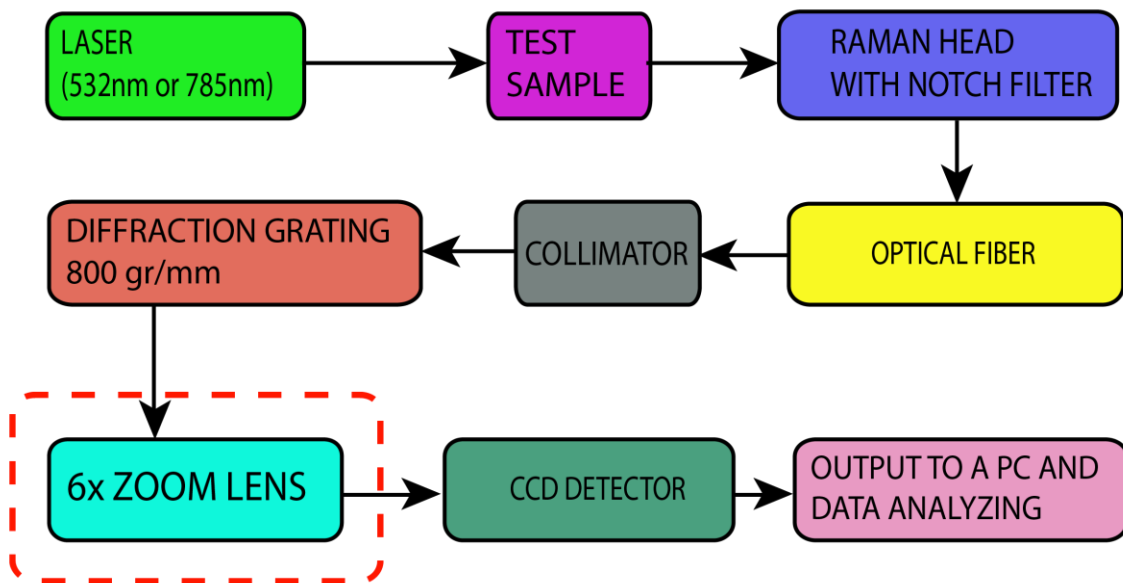 LASER
(532nm or 785nm)
TEST
SAMPLE
RAMAN HEAD
WITH NOTCH FILTER
OPTICAL FIBER
COLLIMATOR
DIFFRACTION GRATING
800 gr/mm
6x ZOOM LENS
CCD DETECTOR
OUTPUT TO A PC AND
DATA ANALYZING